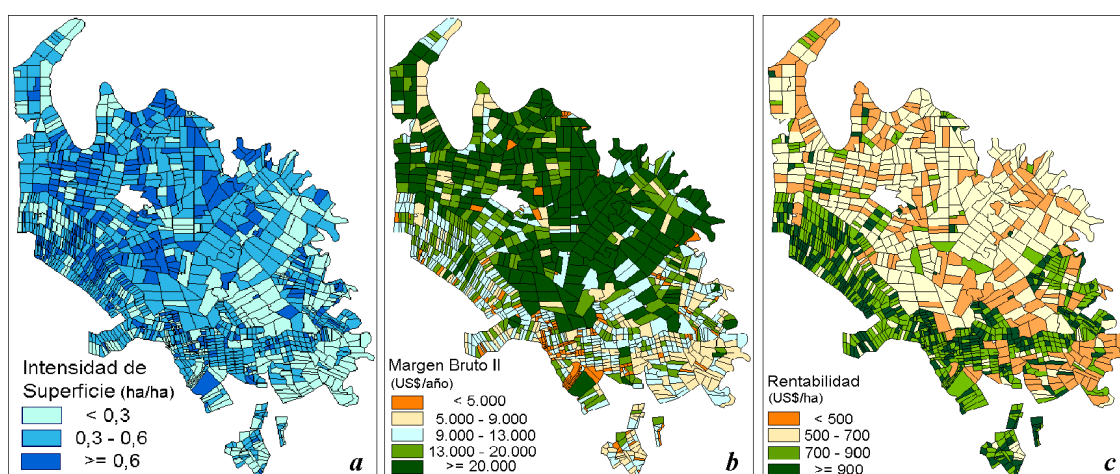 Intensidad de
Superficie (ha/ha)
< 0,3
0,3 - 0,6
>= 0,6
a
Margen Bruto II
(US$/año)
< 5.000
5.000 - 9.000
9.000 - 13.000
13.000 - 20.000
>= 20.000
b
Rentabilidad
(US$/ha)
< 500
500 - 700
700 - 900
>= 900
c